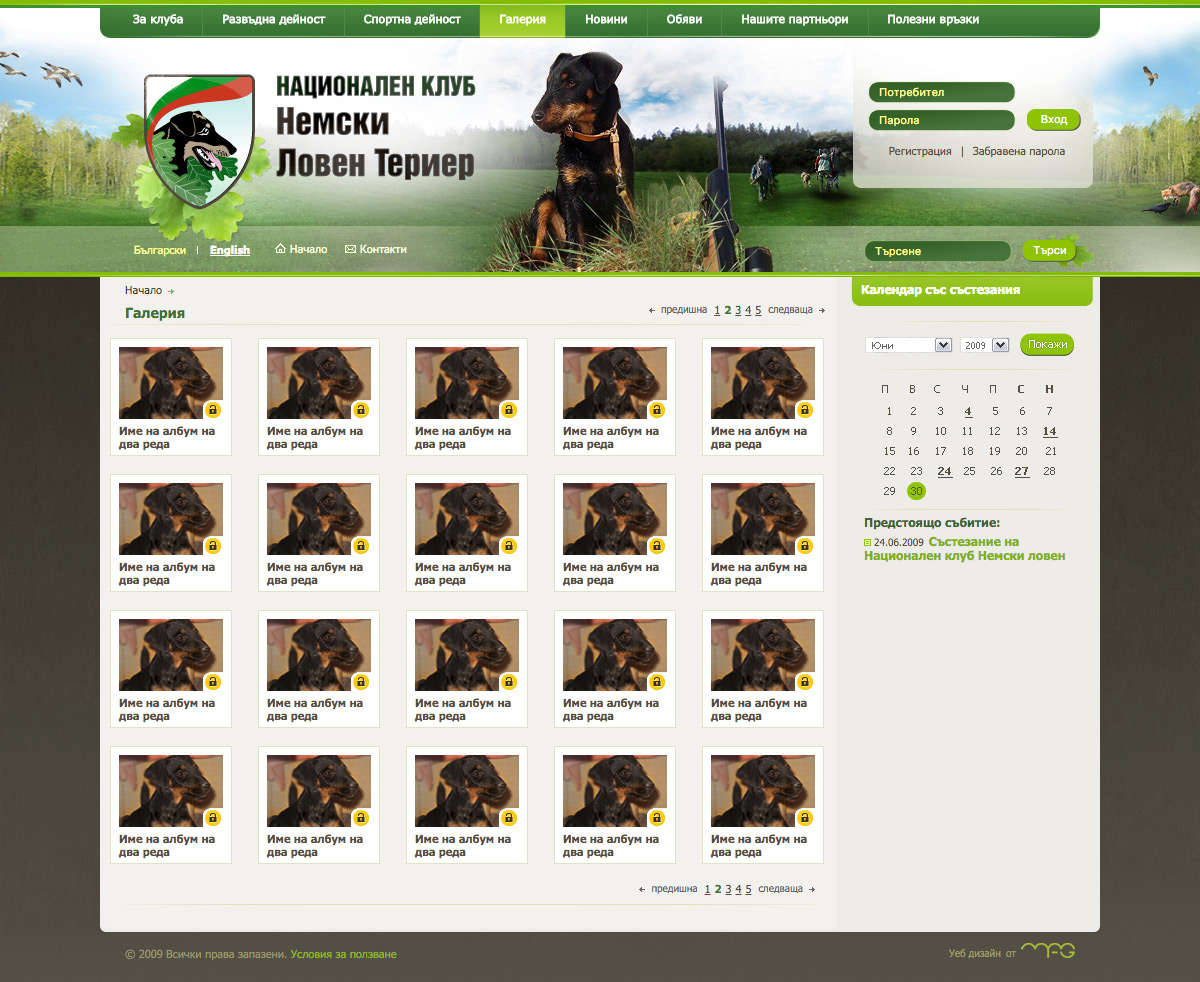 За клуба Развъдна дейност Спортна дейност Галерия Новини Обяви Нашите партньори Полезни връзки
НАЦИОНАЛЕН КЛУБ
Немски
Ловен Териер
Потребител
Парола
Вход
Регистрация | Забравена парола
Български | English Начало Контакти
Търсене Търси
Начало →
Галерия
← предишна 1 2 3 4 5 следваща →
Име на албум на Име на албум на Име на албум на Име на албум на Име на албум на
два реда два реда два реда два реда два реда
Име на албум на Име на албум на Име на албум на Име на албум на Име на албум на
два реда два реда два реда два реда два реда
Име на албум на Име на албум на Име на албум на Име на албум на Име на албум на
два реда два реда два реда два реда два реда
Име на албум на Име на албум на Име на албум на Име на албум на Име на албум на
два реда два реда два реда два реда два реда
← предишна 1 2 3 4 5 следваща →
Календар със състезания
Юни 2009 Покажи
П В С Ч П С Н
1 2 3 4 5 6 7
8 9 10 11 12 13 14
15 16 17 18 19 20 21
22 23 24 25 26 27 28
29 30
Предстоящо събитие:
24.06.2009 Състезание на
Национален клуб Немски ловен
© 2009 Всички права запазени. Условия за ползване
Уеб дизайн от